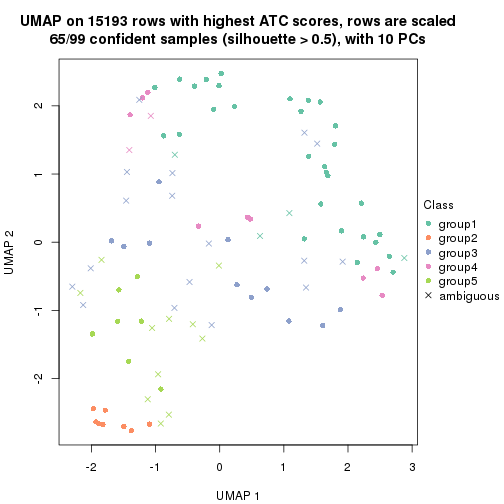 UMAP on 15193 rows with highest ATC scores, rows are scaled
65/99 confident samples (silhouette > 0.5), with 10 PCs
UMAP 2
2
1
0
-1
-2
-2
-1
0
1
2
3
UMAP 1
Class
group1
group2
group3
group4
group5
ambiguous